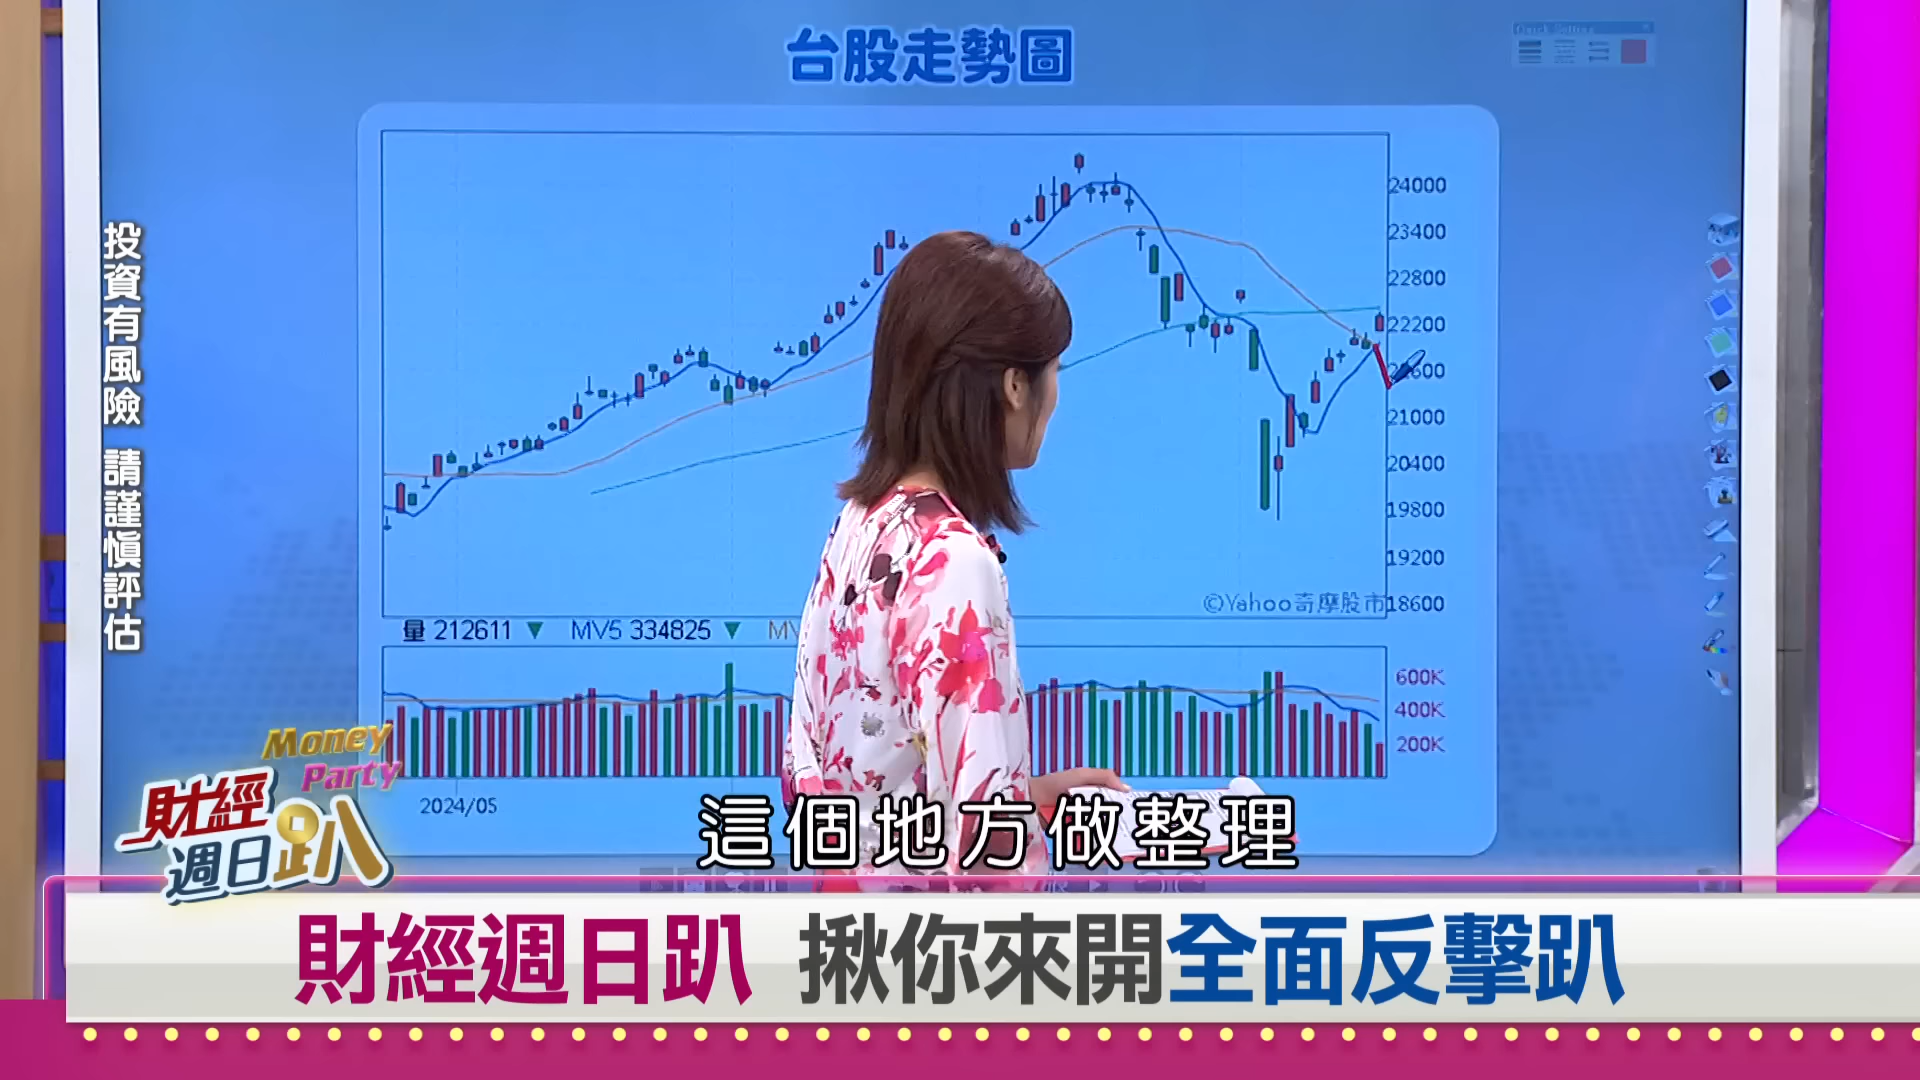 台股走勢圖
投資有風險 請謹慎評估
24000
23400
22800
22200
21000
20400
19800
19200
18600
©Yahoo奇摩股市
量 212611 ▼ MV5 334825 ▼
600K
400K
200K
2024/05
Money
Party
財經
週日趴
這個地方做整理
財經週日趴 揪你來開全面反擊趴